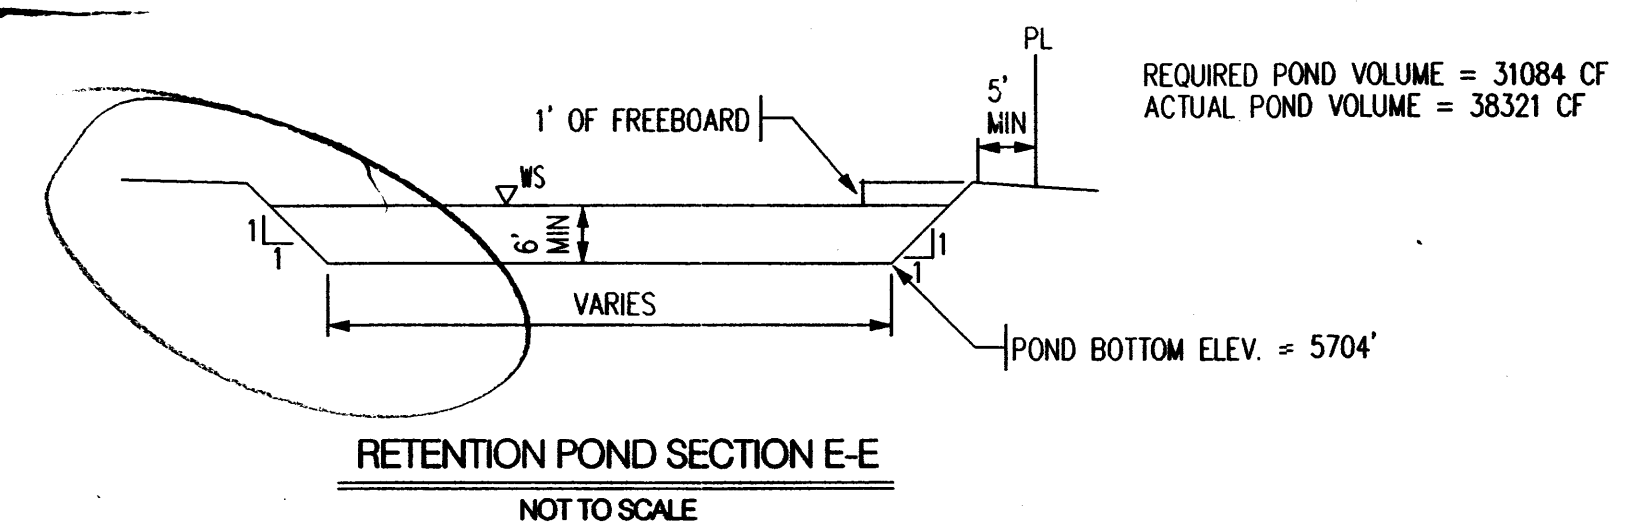 PL
REQUIRED POND VOLUME = 31084 CF
ACTUAL POND VOLUME = 38321 CF
5'
MIN
1' OF FREEBOARD
WS
6'
MIN
1
1
1
1
VARIES
POND BOTTOM ELEV. = 5704'
RETENTION POND SECTION E-E
NOT TO SCALE